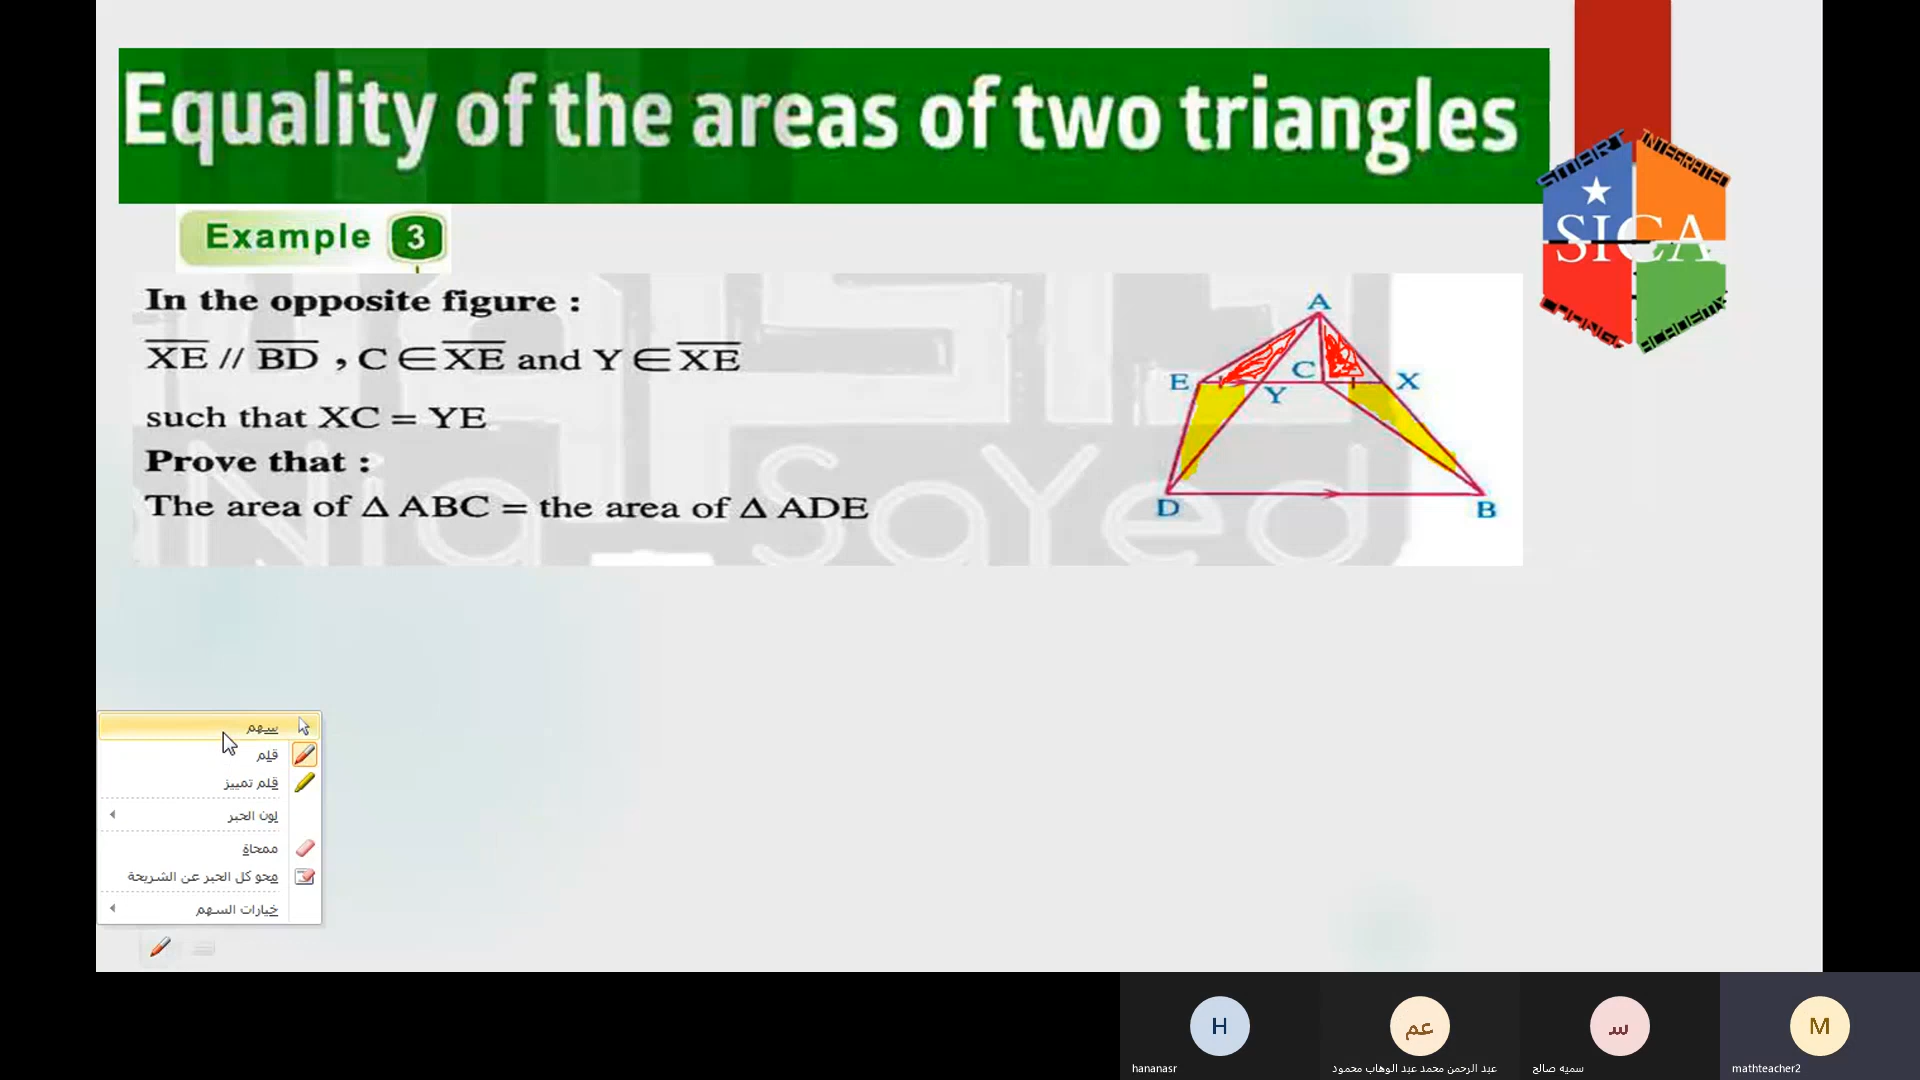 Equality of the areas of two triangles
SMART
INTEGRATED
SICA
ACADEMY
Example 3
In the opposite figure :
XE // BD , C ∈ XE and Y ∈ XE
such that XC = YE
Prove that :
The area of Δ ABC = the area of Δ ADE
A
E
C
X
Y
D
B
Nia SaYed
سهم
قلم
قلم تمييز
لون الحبر
ممحاة
محو كل الحبر عن الشريحة
خيارات السهم
H
عم
س
M
hananasr
عبد الرحمن محمد عبد الوهاب محمود
سميه صالح
mathteacher2